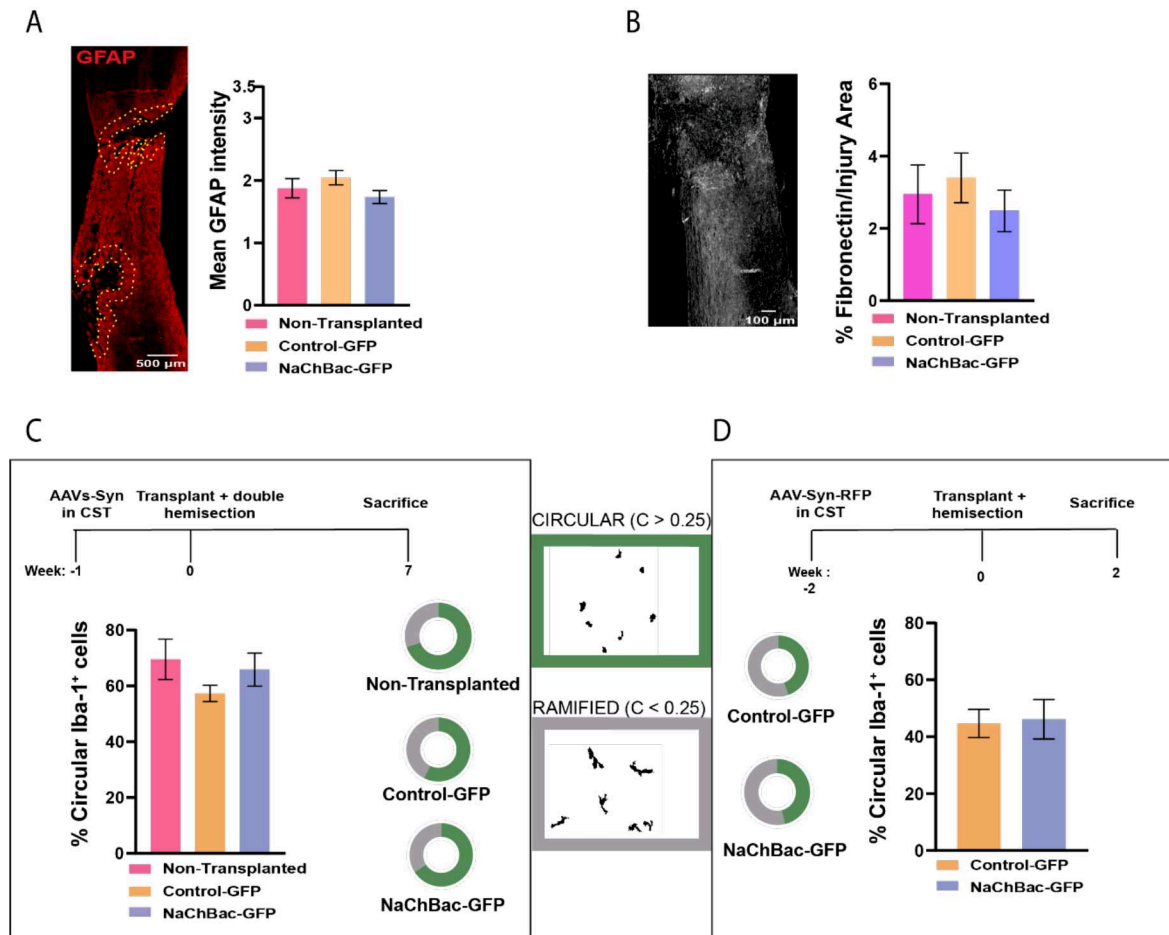 A
GFAP
500 µm
Mean GFAP intensity
3.5
3
2
1
0
Non-Transplanted
Control-GFP
NaChBac-GFP
B
100 µm
% Fibronectin/Injury Area
6
4
2
0
Non-Transplanted
Control-GFP
NaChBac-GFP
C
AAVs-Syn
in CST
Transplant + double
hemisection
Sacrifice
Week: -1
0
7
% Circular Iba-1⁺ cells
80
60
40
20
0
Non-Transplanted
Control-GFP
NaChBac-GFP
Non-Transplanted
Control-GFP
NaChBac-GFP
CIRCULAR (C > 0.25)
RAMIFIED (C < 0.25)
D
AAV-Syn-RFP
in CST
Transplant +
hemisection
Sacrifice
Week :
-2
0
2
Control-GFP
NaChBac-GFP
% Circular Iba-1⁺ cells
80
60
40
20
0
Control-GFP
NaChBac-GFP